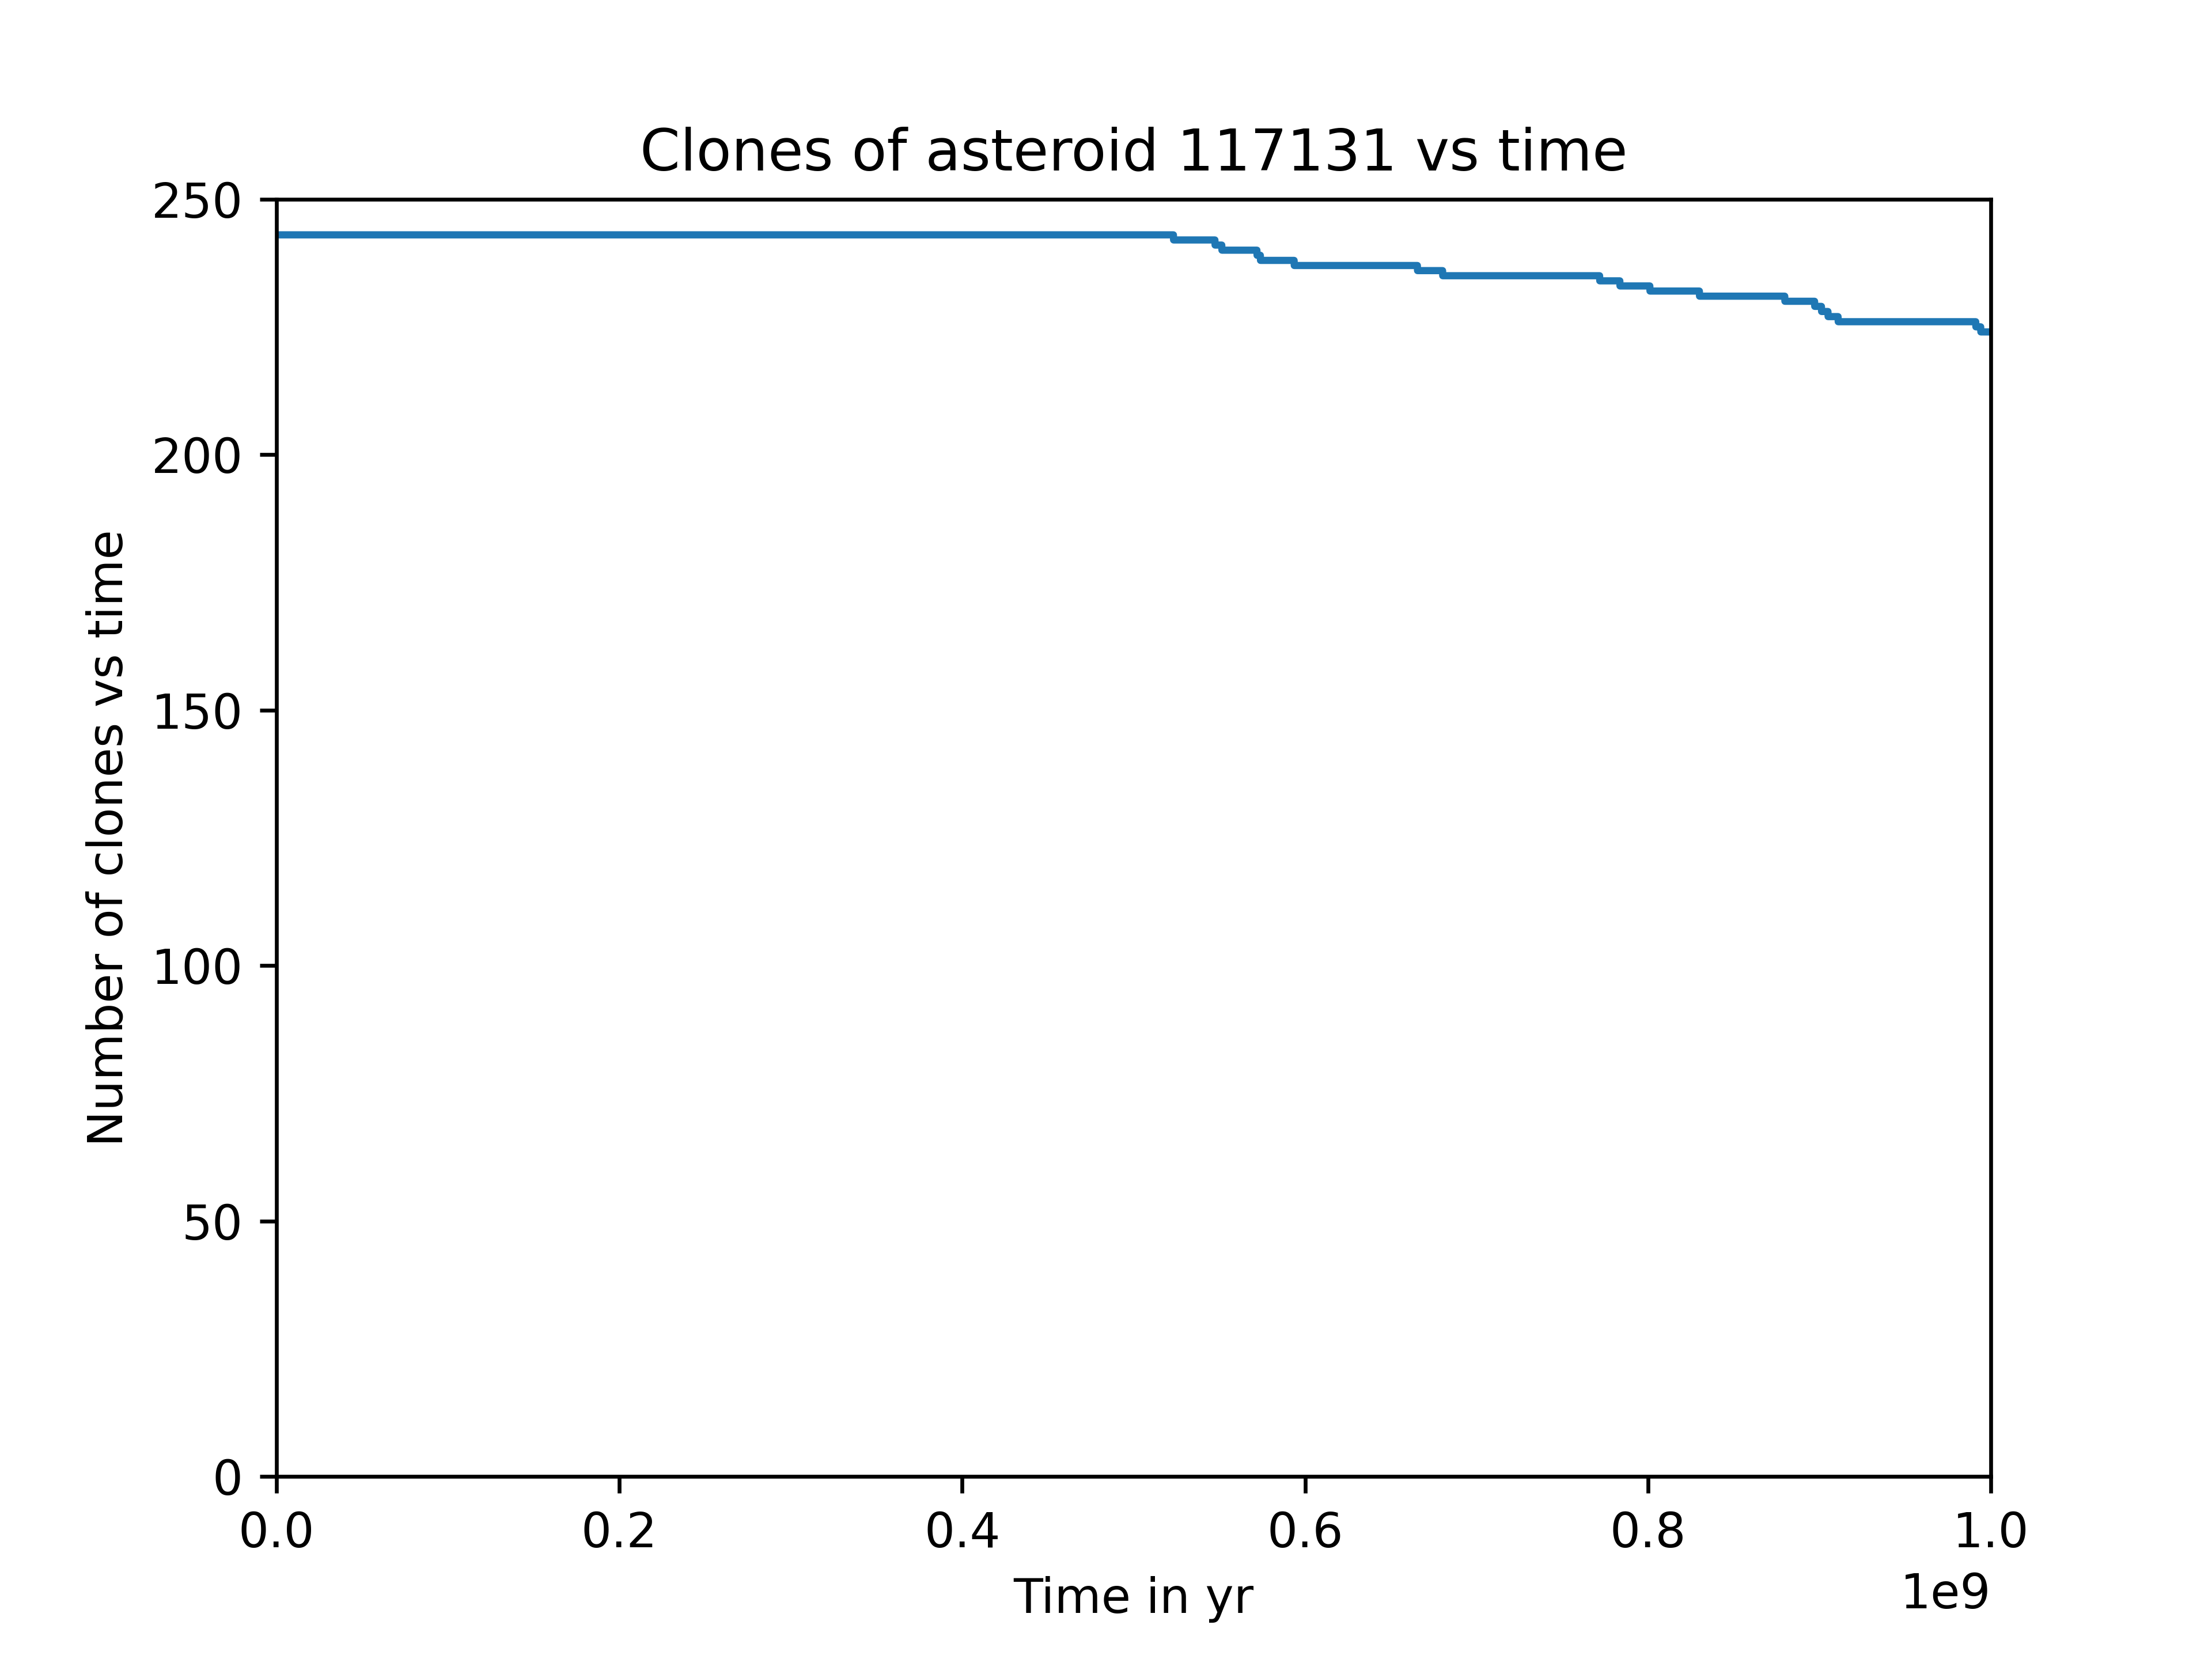 Clones of asteroid 117131 vs time
Number of clones vs time
250
200
150
100
50
0
0.0 0.2 0.4 0.6 0.8 1.0
Time in yr
1e9